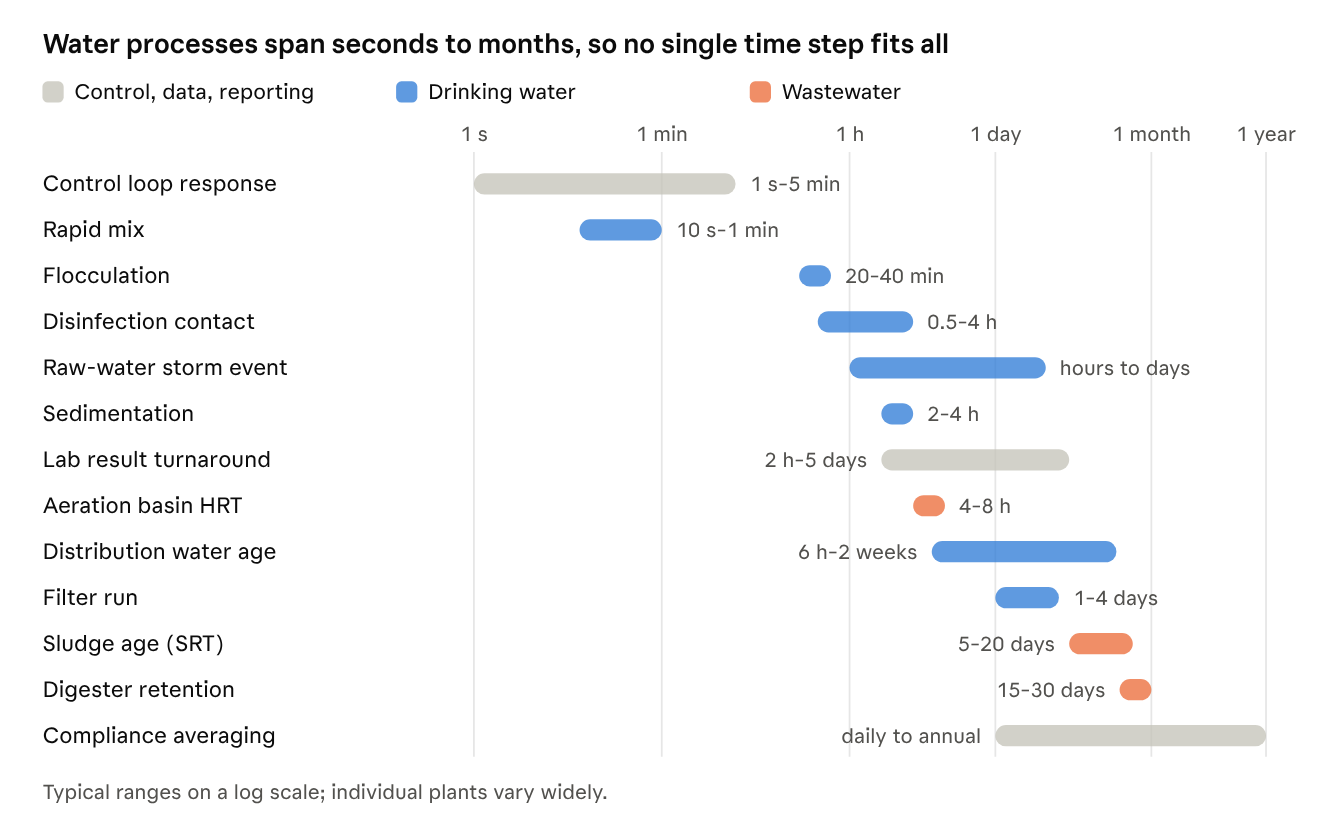 Water processes span seconds to months, so no single time step fits all
Control, data, reporting
Drinking water
Wastewater
1 s 1 min 1 h 1 day 1 month 1 year
Control loop response 1 s–5 min
Rapid mix 10 s–1 min
Flocculation 20–40 min
Disinfection contact 0.5–4 h
Raw-water storm event hours to days
Sedimentation 2–4 h
Lab result turnaround 2 h–5 days
Aeration basin HRT 4–8 h
Distribution water age 6 h–2 weeks
Filter run 1–4 days
Sludge age (SRT) 5–20 days
Digester retention 15–30 days
Compliance averaging daily to annual
Typical ranges on a log scale; individual plants vary widely.